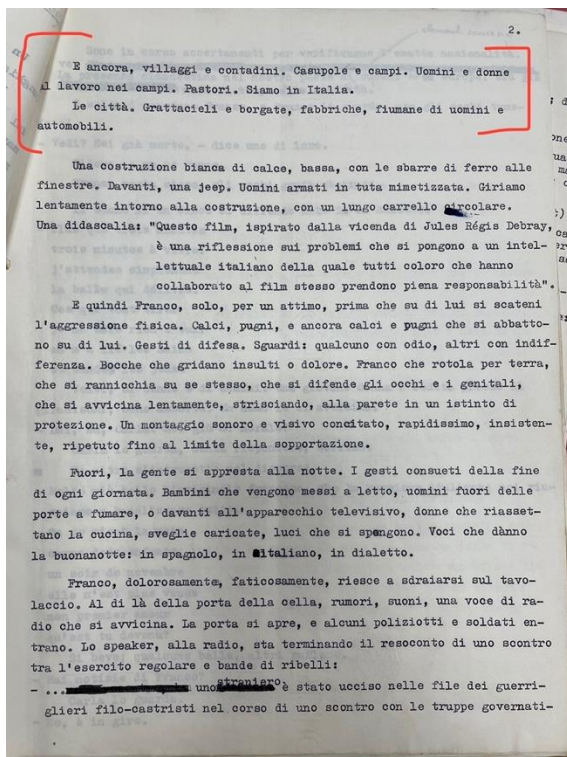 2.
E ancora, villaggi e contadini. Casupole e campi. Uomini e donne
al lavoro nei campi. Pastori. Siamo in Italia.
Le città. Grattacieli e borgate, fabbriche, fiumane di uomini e
automobili.
Una costruzione bianca di calce, bassa, con le sbarre di ferro alle
finestre. Davanti, una jeep. Uomini armati in tuta mimetizzata. Giriamo
lentamente intorno alla costruzione, con un lungo carrello circolare.
Una didascalia: "Questo film, ispirato dalla vicenda di Jules Régis Debray,
è una riflessione sui problemi che si pongono a un intel-
lettuale italiano della quale tutti coloro che hanno
collaborato al film stesso prendono piena responsabilità".
E quindi Franco, solo, per un attimo, prima che su di lui si scateni
l'aggressione fisica. Calci, pugni, e ancora calci e pugni che si abbatto-
no su di lui. Gesti di difesa. Sguardi: qualcuno con odio, altri con indif-
ferenza. Bocche che gridano insulti o dolore. Franco che rotola per terra,
che si rannicchia su se stesso, che si difende gli occhi e i genitali,
che si avvicina lentamente, strisciando, alla parete in un istinto di
protezione. Un montaggio sonoro e visivo concitato, rapidissimo, insisten-
te, ripetuto fino al limite della sopportazione.
Fuori, la gente si appresta alla notte. I gesti consueti della fine
di ogni giornata. Bambini che vengono messi a letto, uomini fuori delle
porte a fumare, o davanti all'apparecchio televisivo, donne che riasset-
tano la cucina, sveglie caricate, luci che si spengono. Voci che dànno
la buonanotte: in spagnolo, in italiano, in dialetto.
Franco, dolorosamente, faticosamente, riesce a sdraiarsi sul tavo-
laccio. Al di là della porta della cella, rumori, suoni, una voce di ra-
dio che si avvicina. La porta si apre, e alcuni poliziotti e soldati en-
trano. Lo speaker, alla radio, sta terminando il resoconto di uno scontro
tra l'esercito regolare e bande di ribelli:
- ... uno straniero è stato ucciso nelle file dei guerri-
glieri filo-castristi nel corso di uno scontro con le truppe governati-